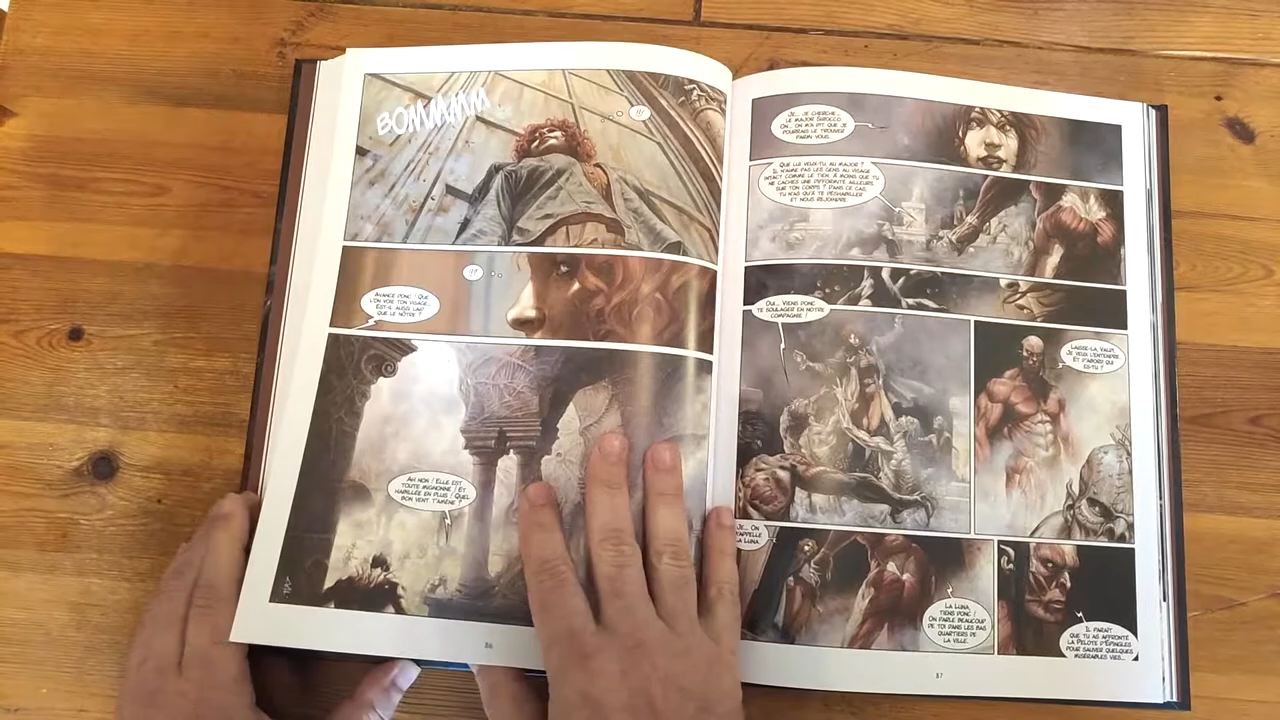 BOMMMM
!!!
!!!
AVANCE DONC ! QUE
L'ON VOIE TON VISAGE...
EST-IL AUSSI LAID
QUE LE NÔTRE ?
AH NON ! ELLE EST
TOUTE MIGNONNE ! ET
HABILLÉE EN PLUS ! QUEL
BON VENT T'AMÈNE ?
86
JE... JE CHERCHE...
LE MAJOR SIROCCO
ON... ON M'A DIT QUE JE
POURRAIS LE TROUVER
PARMI VOUS.
QUE LUI VEUX-TU, AU MAJOR ?
IL N'AIME PAS LES GENS AU VISAGE
INTACT COMME LE TIEN. À MOINS QUE TU
NE CACHES UNE DIFFORMITÉ AILLEURS
SUR TON CORPS ? DANS CE CAS,
TU N'AS QU'À TE DÉSHABILLER
ET NOUS REJOINDRE.
OUI... VIENS DONC
TE SOULAGER EN NOTRE
COMPAGNIE !
LAISSE-LA,
JE VEUX L'ENTENDRE.
ET D'ABORD QUI
ES-TU ?
JE... ON
M'APPELLE
LA LUNA.
LA LUNA,
TIENS DONC !
ON PARLE BEAUCOUP
DE TOI DANS LES BAS
QUARTIERS DE
LA VILLE.
IL PARAÎT
QUE TU AS AFFRONTÉ
LA PELOTE D'ÉPINGLES
POUR SAUVER QUELQUES
MISÉRABLES VIES...
87